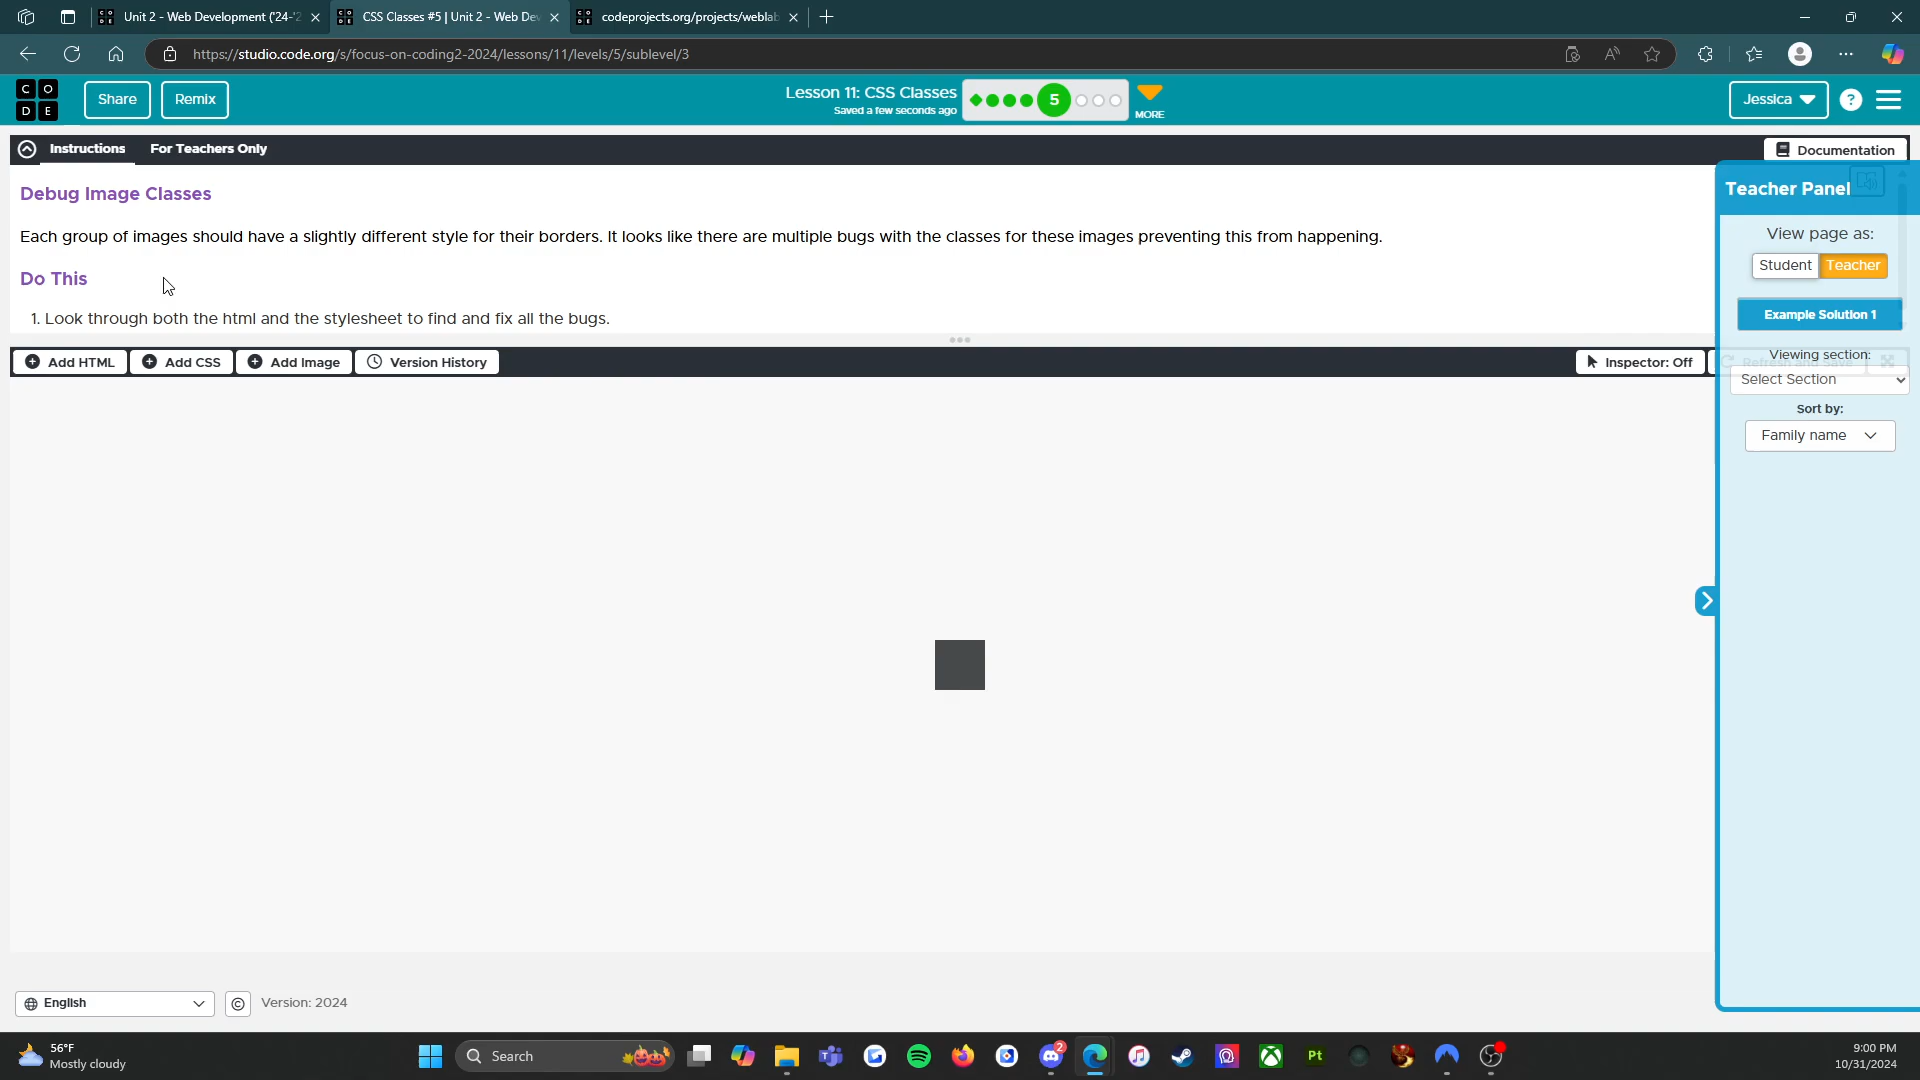 Unit 2 - Web Development ('24-'2
CSS Classes #5 | Unit 2 - Web Dev
codeprojects.org/projects/weblab
https://studio.code.org/s/focus-on-coding2-2024/lessons/11/levels/5/sublevel/3
C O
D E
Share
Remix
Lesson 11: CSS Classes
Saved a few seconds ago
5
MORE
Jessica
?
Instructions
For Teachers Only
Documentation
Debug Image Classes
Each group of images should have a slightly different style for their borders. It looks like there are multiple bugs with the classes for these images preventing this from happening.
Do This
1. Look through both the html and the stylesheet to find and fix all the bugs.
Teacher Panel
View page as:
Student
Teacher
Example Solution 1
Viewing section:
Select Section
Sort by:
Family name
Add HTML
Add CSS
Add Image
Version History
Inspector: Off
Refresh and Save
English
©
Version: 2024
56°F
Mostly cloudy
Search
2
Pt
9:00 PM
10/31/2024